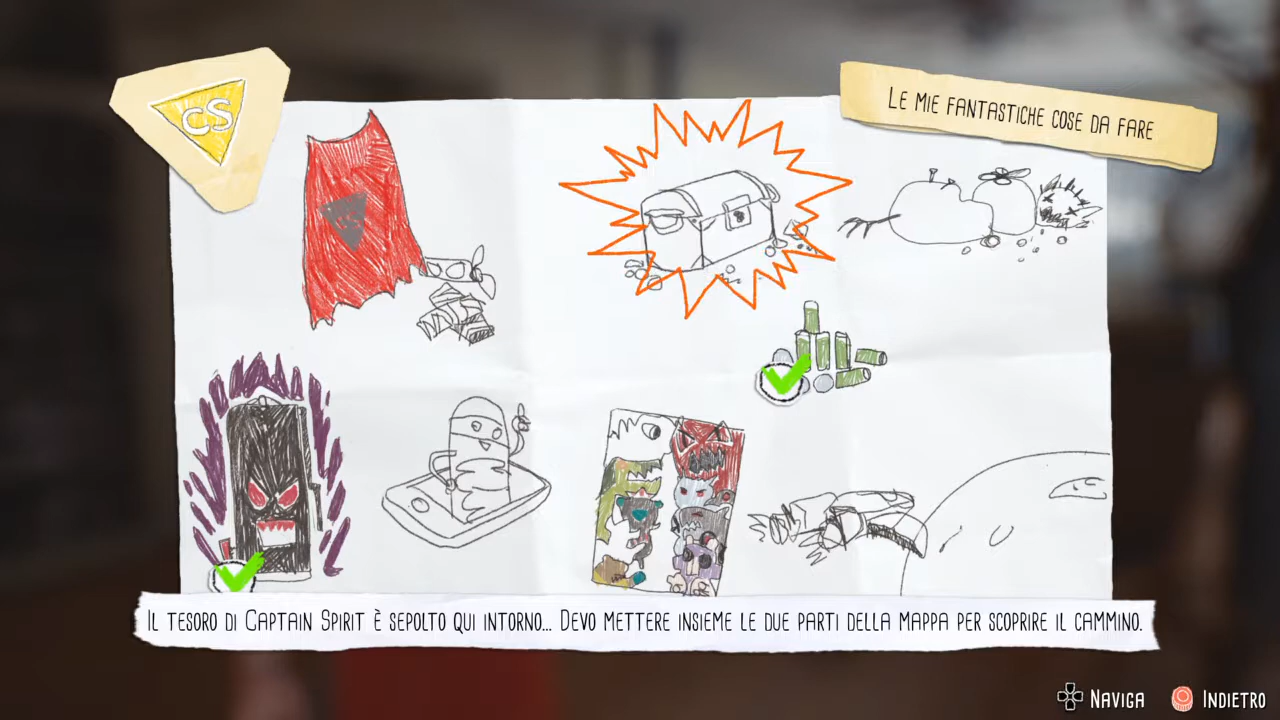 CS
Le mie fantastiche cose da fare
Il tesoro di Captain Spirit è sepolto qui intorno... Devo mettere insieme le due parti della mappa per scoprire il cammino.
Naviga
Indietro